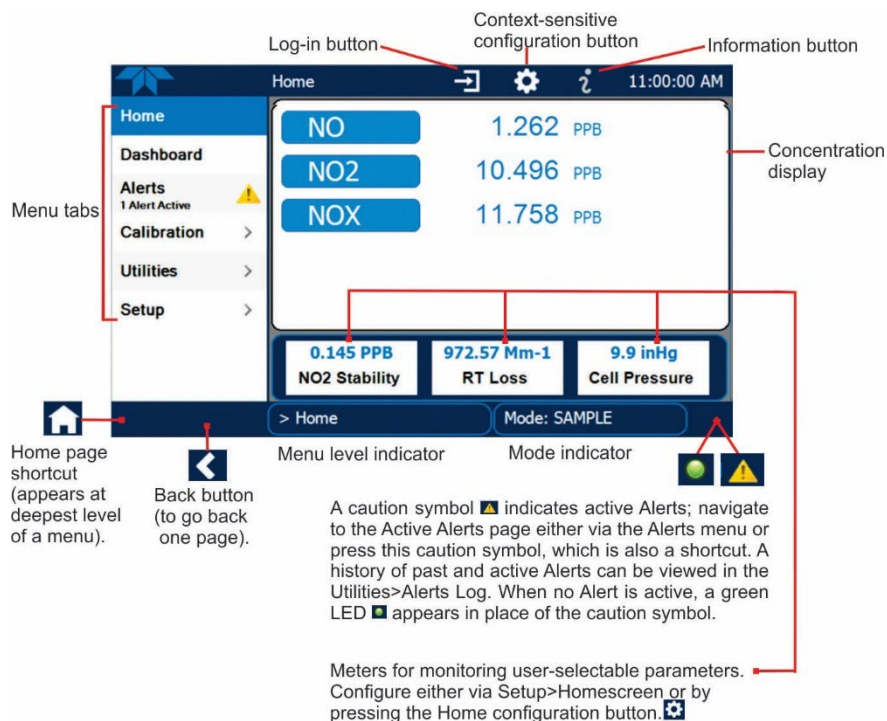 Context-sensitive
configuration button
Log-in button
Information button
Home
11:00:00 AM
Home
Dashboard
Alerts
1 Alert Active
Calibration
Utilities
Setup
Menu tabs
NO 1.262 PPB
NO2 10.496 PPB
NOX 11.758 PPB
Concentration
display
0.145 PPB
NO2 Stability
972.57 Mm-1
RT Loss
9.9 inHg
Cell Pressure
> Home
Mode: SAMPLE
Home page
shortcut
(appears at
deepest level
of a menu).
Back button
(to go back
one page).
Menu level indicator
Mode indicator
A caution symbol indicates active Alerts; navigate
to the Active Alerts page either via the Alerts menu or
press this caution symbol, which is also a shortcut. A
history of past and active Alerts can be viewed in the
Utilities>Alerts Log. When no Alert is active, a green
LED appears in place of the caution symbol.
Meters for monitoring user-selectable parameters.
Configure either via Setup>Homescreen or by
pressing the Home configuration button.